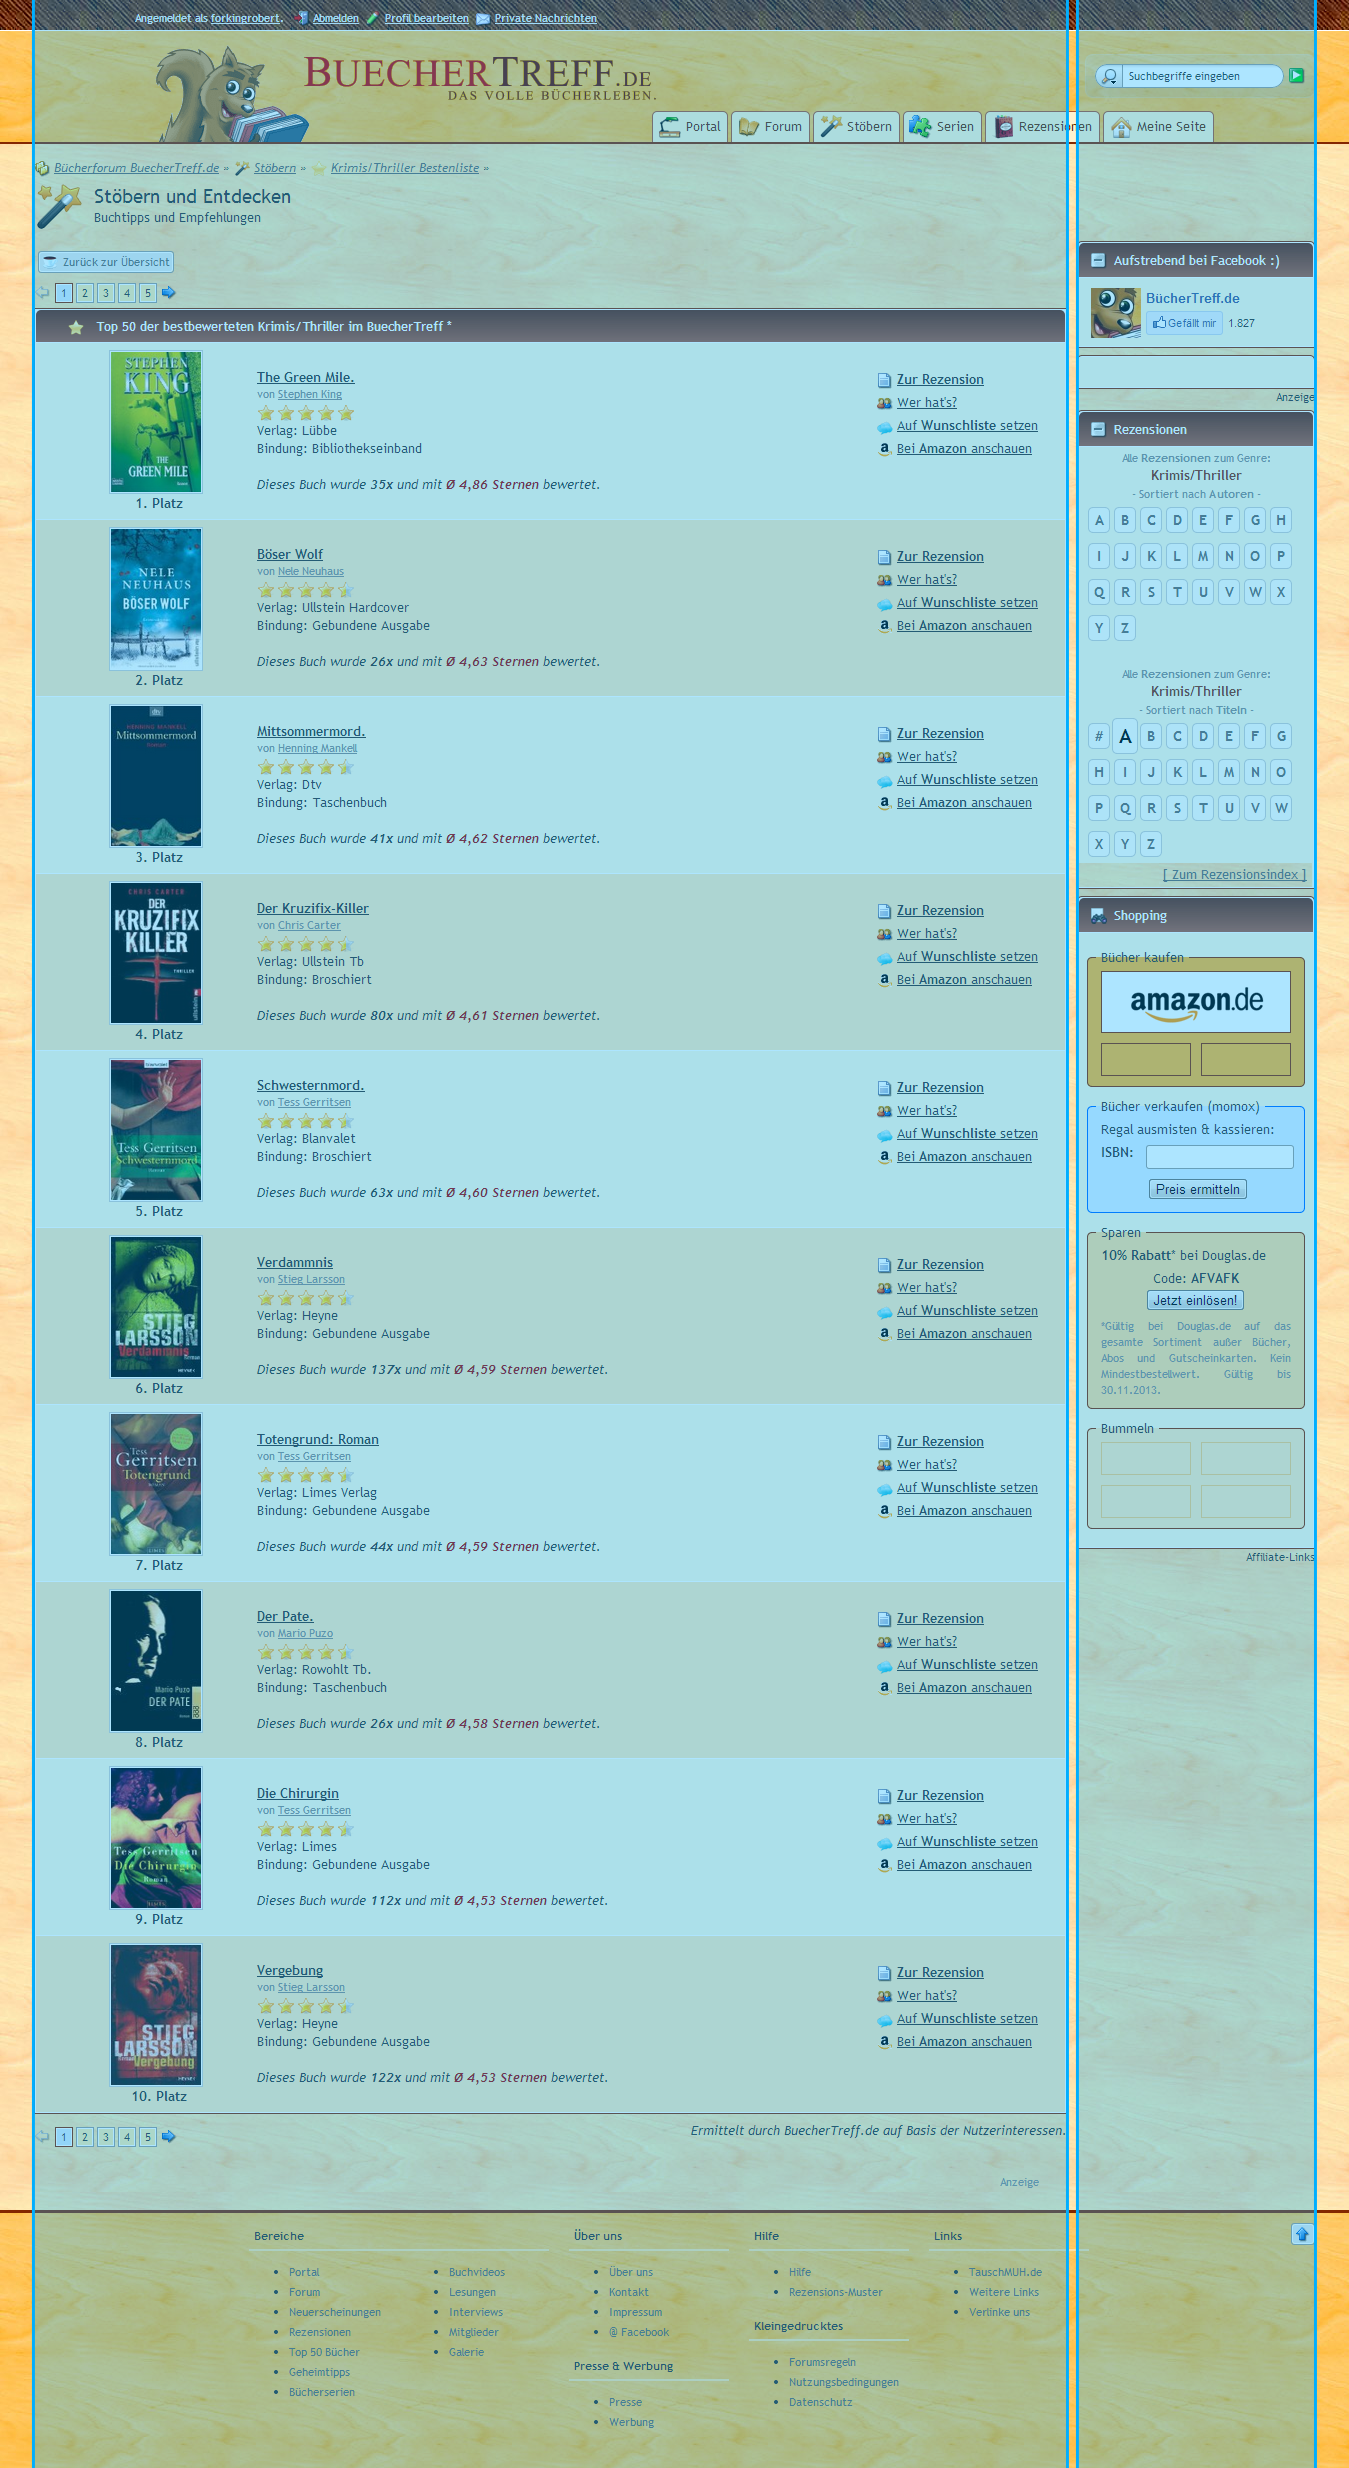 Angemeldet als forkingrobert. Abmelden Profil bearbeiten Private Nachrichten
BUECHERTREFF.DE
DAS VOLLE BÜCHERLEBEN.
Suchbegriffe eingeben
Portal Forum Stöbern Serien Rezensionen Meine Seite
Bücherforum BuecherTreff.de » Stöbern » Krimis/Thriller Bestenliste »
Stöbern und Entdecken
Buchtipps und Empfehlungen
Zurück zur Übersicht
1 2 3 4 5
Top 50 der bestbewerteten Krimis/Thriller im BuecherTreff *
STEPHEN
KING
THE
GREEN MILE
1. Platz
The Green Mile.
von Stephen King
Verlag: Lübbe
Bindung: Bibliothekseinband
Dieses Buch wurde 35x und mit Ø 4,86 Sternen bewertet.
Zur Rezension
Wer hat's?
Auf Wunschliste setzen
Bei Amazon anschauen
NELE
NEUHAUS
BÖSER WOLF
2. Platz
Böser Wolf
von Nele Neuhaus
Verlag: Ullstein Hardcover
Bindung: Gebundene Ausgabe
Dieses Buch wurde 26x und mit Ø 4,63 Sternen bewertet.
Zur Rezension
Wer hat's?
Auf Wunschliste setzen
Bei Amazon anschauen
dtv
HENNING MANKELL
Mittsommermord
Roman
3. Platz
Mittsommermord.
von Henning Mankell
Verlag: Dtv
Bindung: Taschenbuch
Dieses Buch wurde 41x und mit Ø 4,62 Sternen bewertet.
Zur Rezension
Wer hat's?
Auf Wunschliste setzen
Bei Amazon anschauen
CHRIS CARTER
DER
KRUZIFIX
KILLER
THRILLER
4. Platz
Der Kruzifix-Killer
von Chris Carter
Verlag: Ullstein Tb
Bindung: Broschiert
Dieses Buch wurde 80x und mit Ø 4,61 Sternen bewertet.
Zur Rezension
Wer hat's?
Auf Wunschliste setzen
Bei Amazon anschauen
Tess Gerritsen
Schwesternmord
5. Platz
Schwesternmord.
von Tess Gerritsen
Verlag: Blanvalet
Bindung: Broschiert
Dieses Buch wurde 63x und mit Ø 4,60 Sternen bewertet.
Zur Rezension
Wer hat's?
Auf Wunschliste setzen
Bei Amazon anschauen
STIEG
LARSSON
Verdammnis
ROMAN
HEYNE
6. Platz
Verdammnis
von Stieg Larsson
Verlag: Heyne
Bindung: Gebundene Ausgabe
Dieses Buch wurde 137x und mit Ø 4,59 Sternen bewertet.
Zur Rezension
Wer hat's?
Auf Wunschliste setzen
Bei Amazon anschauen
Tess
Gerritsen
Totengrund
ROMAN
LIMES
7. Platz
Totengrund: Roman
von Tess Gerritsen
Verlag: Limes Verlag
Bindung: Gebundene Ausgabe
Dieses Buch wurde 44x und mit Ø 4,59 Sternen bewertet.
Zur Rezension
Wer hat's?
Auf Wunschliste setzen
Bei Amazon anschauen
Mario Puzo
DER PATE
8. Platz
Der Pate.
von Mario Puzo
Verlag: Rowohlt Tb.
Bindung: Taschenbuch
Dieses Buch wurde 26x und mit Ø 4,58 Sternen bewertet.
Zur Rezension
Wer hat's?
Auf Wunschliste setzen
Bei Amazon anschauen
Tess Gerritsen
Die Chirurgin
Roman
LIMES
9. Platz
Die Chirurgin
von Tess Gerritsen
Verlag: Limes
Bindung: Gebundene Ausgabe
Dieses Buch wurde 112x und mit Ø 4,53 Sternen bewertet.
Zur Rezension
Wer hat's?
Auf Wunschliste setzen
Bei Amazon anschauen
STIEG
LARSSON
Vergebung
HEYNE
10. Platz
Vergebung
von Stieg Larsson
Verlag: Heyne
Bindung: Gebundene Ausgabe
Dieses Buch wurde 122x und mit Ø 4,53 Sternen bewertet.
Zur Rezension
Wer hat's?
Auf Wunschliste setzen
Bei Amazon anschauen
1 2 3 4 5
Ermittelt durch BuecherTreff.de auf Basis der Nutzerinteressen.
Anzeige
Aufstrebend bei Facebook :)
BücherTreff.de
Gefällt mir 1.827
Anzeige
Rezensionen
Alle Rezensionen zum Genre:
Krimis/Thriller
- Sortiert nach Autoren -
A B C D E F G H
I J K L M N O P
Q R S T U V W X
Y Z
Alle Rezensionen zum Genre:
Krimis/Thriller
- Sortiert nach Titeln -
# A B C D E F G
H I J K L M N O
P Q R S T U V W
X Y Z
[ Zum Rezensionsindex ]
Shopping
Bücher kaufen
amazon.de
Bücher verkaufen (momox)
Regal ausmisten & kassieren:
ISBN:
Preis ermitteln
Sparen
10% Rabatt* bei Douglas.de
Code: AFVAFK
Jetzt einlösen!
*Gültig bei Douglas.de auf das
gesamte Sortiment außer Bücher,
Abos und Gutscheinkarten. Kein
Mindestbestellwert. Gültig bis
30.11.2013.
Bummeln
Affiliate-Links
Bereiche
Portal
Forum
Neuerscheinungen
Rezensionen
Top 50 Bücher
Geheimtipps
Bücherserien
Buchvideos
Lesungen
Interviews
Mitglieder
Galerie
Über uns
Über uns
Kontakt
Impressum
@ Facebook
Presse & Werbung
Presse
Werbung
Hilfe
Hilfe
Rezensions-Muster
Kleingedrucktes
Forumsregeln
Nutzungsbedingungen
Datenschutz
Links
TauschMUH.de
Weitere Links
Verlinke uns